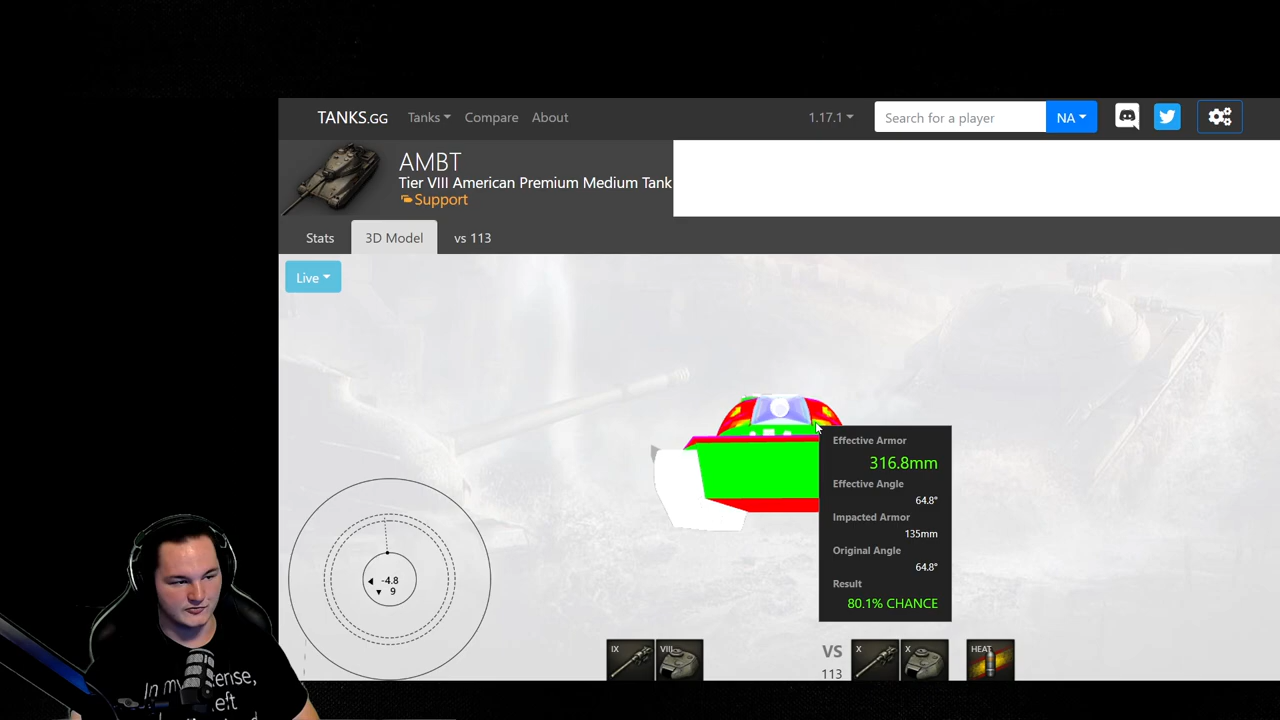 TANKS.GG Tanks Compare About 1.17.1 Search for a player NA
AMBT
Tier VIII American Premium Medium Tank
Support
Stats 3D Model vs 113
Live
Effective Armor
316.8mm
Effective Angle
64.8°
Impacted Armor
135mm
Original Angle
64.8°
Result
80.1% CHANCE
-4.8
9
IX VIII VS X X HEAT
113
In my
left